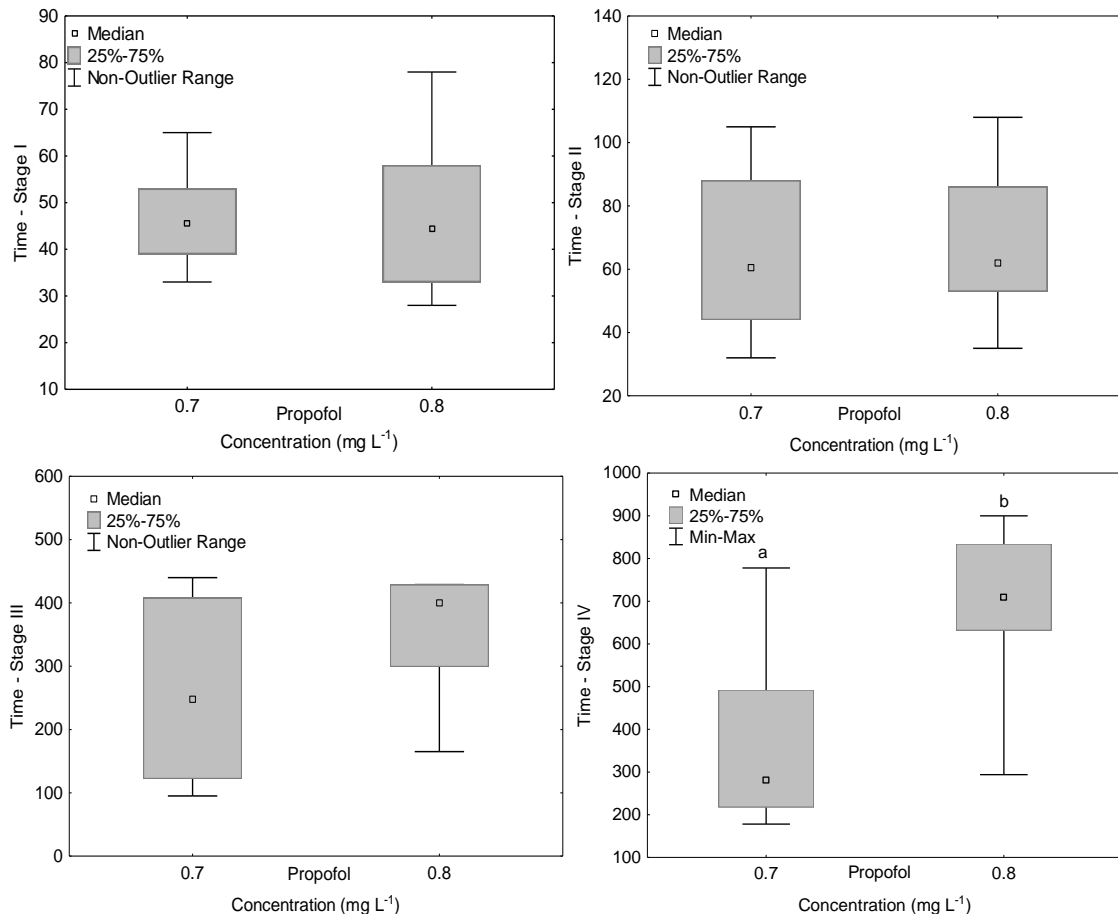 90
80
70
60
50
40
30
20
10
Time - Stage I
Median
25%-75%
Non-Outlier Range
0.7
Propofol
0.8
Concentration (mg L⁻¹)
140
120
100
80
60
40
20
Time - Stage II
Median
25%-75%
Non-Outlier Range
0.7
Propofol
0.8
Concentration (mg L⁻¹)
600
500
400
300
200
100
0
Time - Stage III
Median
25%-75%
Non-Outlier Range
0.7
Propofol
0.8
Concentration (mg L⁻¹)
1000
900
800
700
600
500
400
300
200
100
Time - Stage IV
Median
25%-75%
Min-Max
a
b
0.7
Propofol
0.8
Concentration (mg L⁻¹)